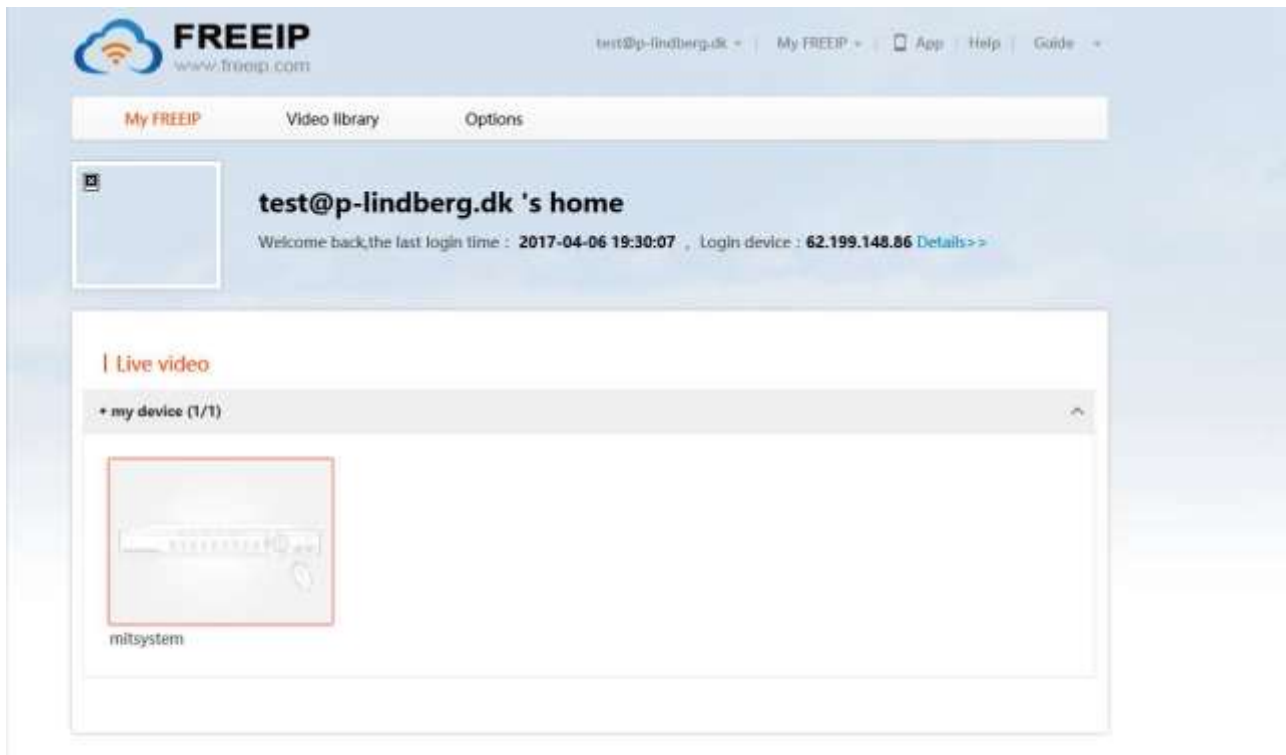 FREEIP
www.freeip.com
test@p-lindberg.dk | My FREEIP | App | Help | Guide
My FREEIP Video library Options
test@p-lindberg.dk 's home
Welcome back,the last login time : 2017-04-06 19:30:07 , Login device : 62.199.148.86 Details>>
| Live video
• my device (1/1)
mitsystem